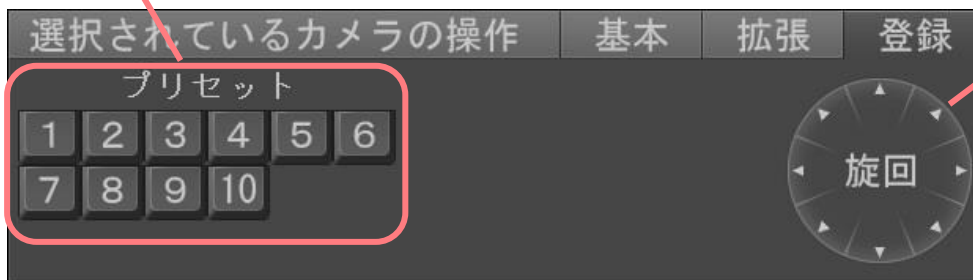 選択されているカメラの操作 基本 拡張 登録
プリセット
1 2 3 4 5 6
7 8 9 10
旋回